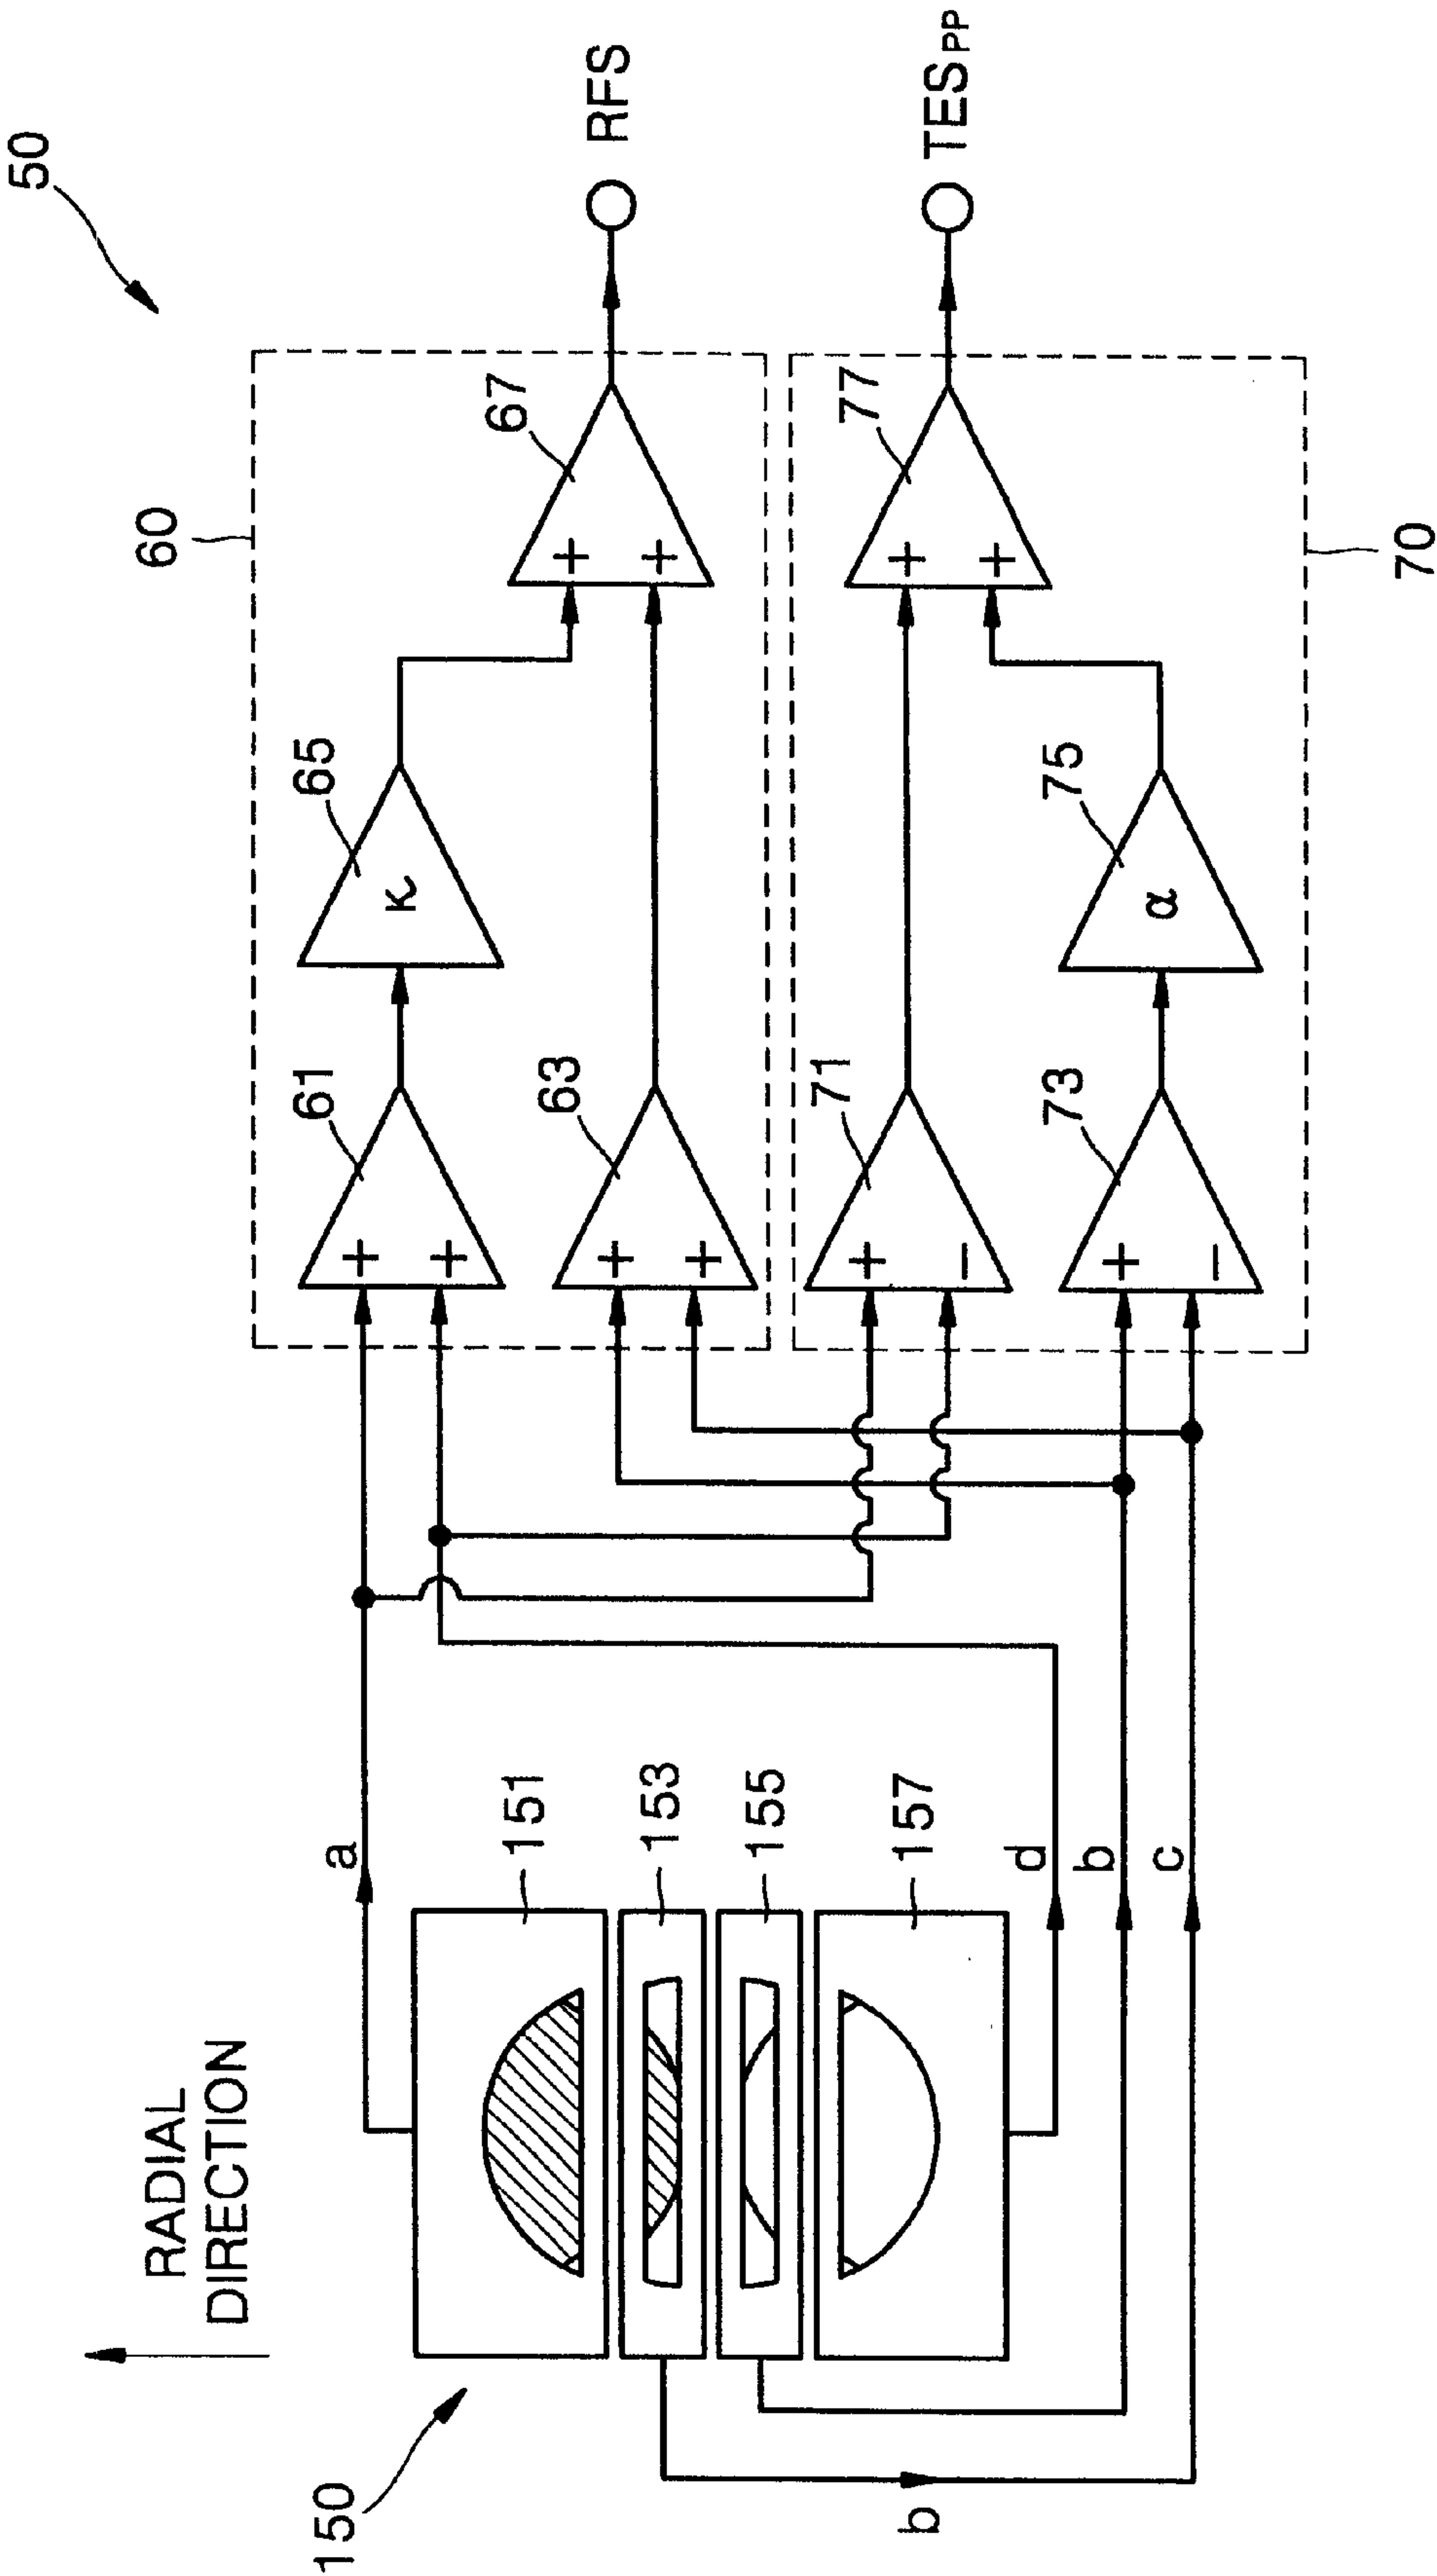 50
60
RFS
TESPP
67
65
κ
+
+
61
+
+
63
+
+
77
+
+
75
α
71
+
−
73
+
−
70
a
151
153
155
157
d
b
c
RADIAL
DIRECTION
150
b